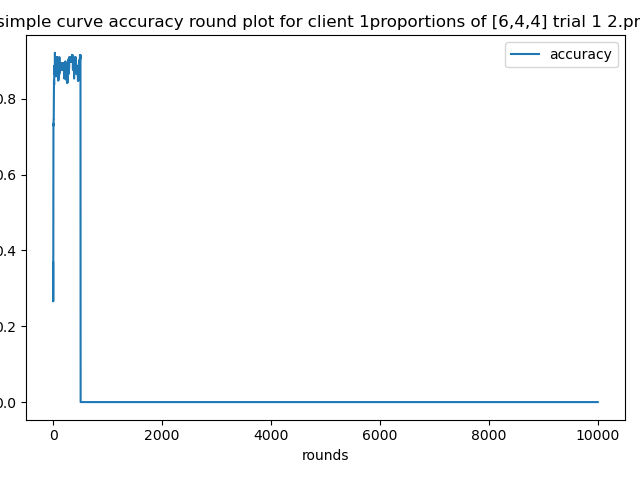 simple curve accuracy round plot for client 1proportions of [6,4,4] trial 1 2.pr
accuracy
0.8
0.6
0.4
0.2
0.0
0 2000 4000 6000 8000 10000
rounds